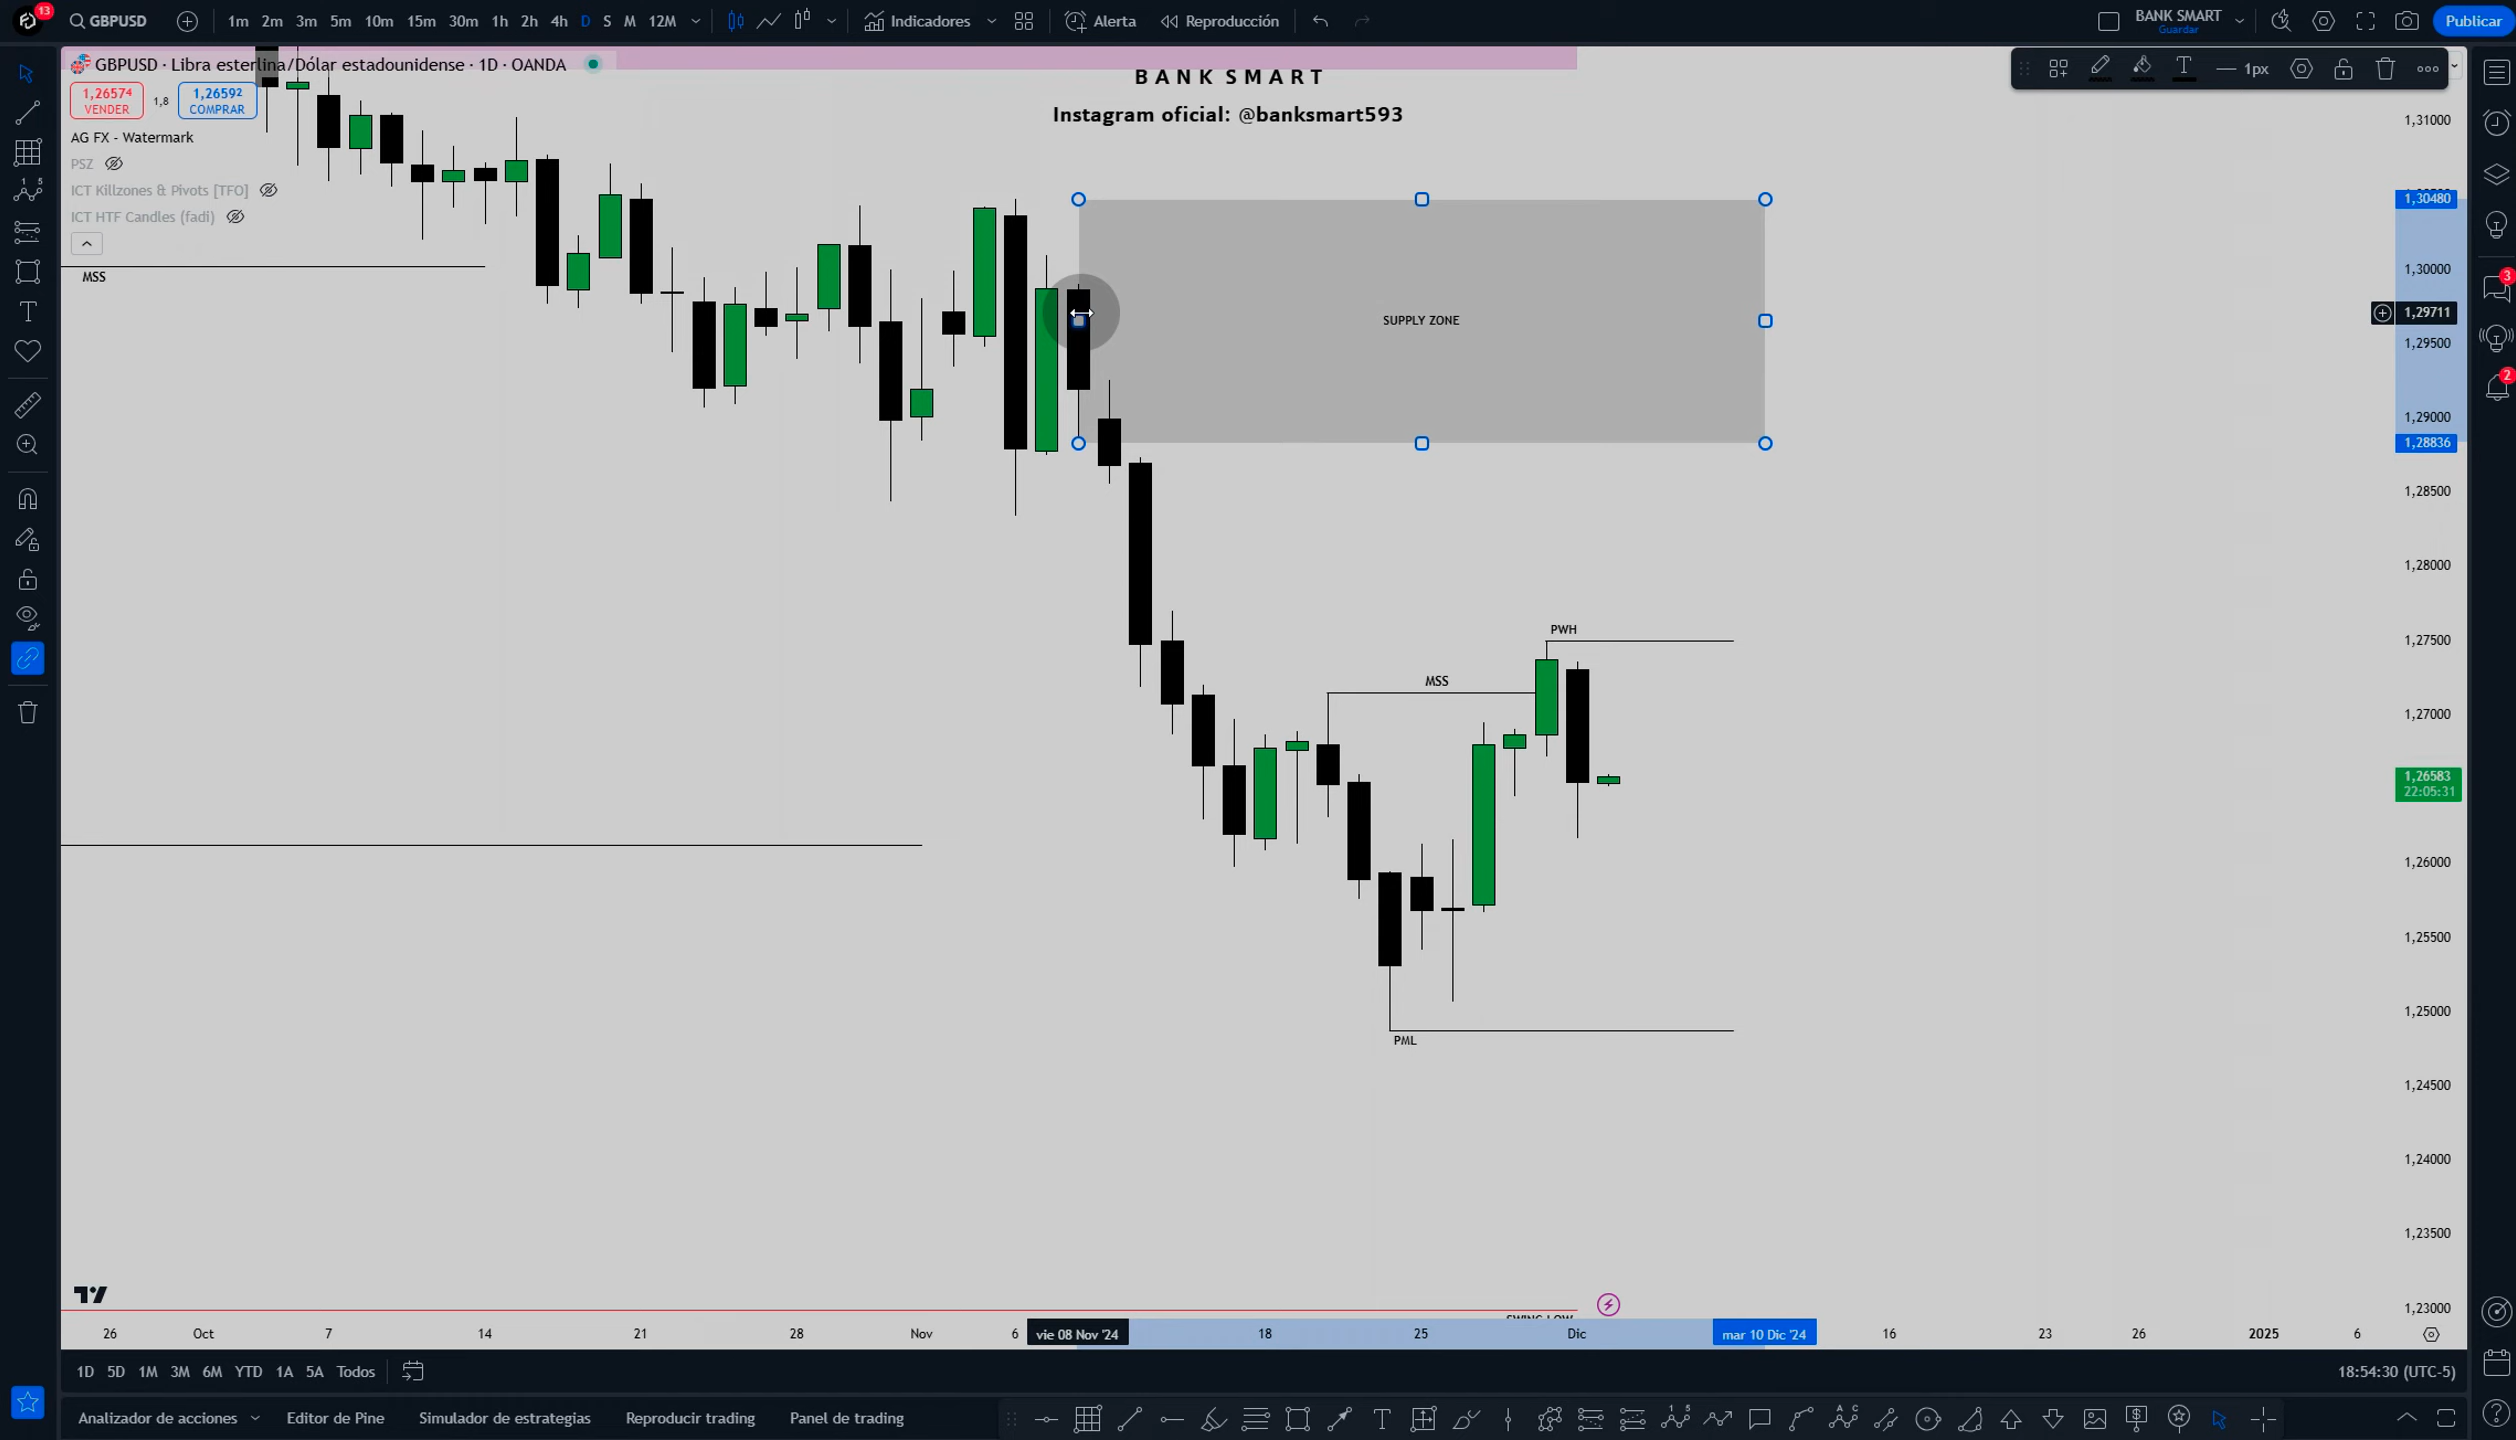 13
GBPUSD
1m 2m 3m 5m 10m 15m 30m 1h 2h 4h D S M 12M
Indicadores
Alerta
Reproducción
BANK SMART
Guardar
Publicar
GBPUSD · Libra esterlina/Dólar estadounidense · 1D · OANDA
1,26574
VENDER
1,8
1,26592
COMPRAR
AG FX - Watermark
PSZ
ICT Killzones & Pivots [TFO]
ICT HTF Candles (fadi)
BANK SMART
Instagram oficial: @banksmart593
1px
MSS
SUPPLY ZONE
PWH
MSS
PML
1,31000
1,30480
1,30000
1,29711
1,29500
1,29000
1,28836
1,28500
1,28000
1,27500
1,27000
1,26583
22:05:31
1,26000
1,25500
1,25000
1,24500
1,24000
1,23500
1,23000
3
2
SWING LOW
26 Oct 7 14 21 28 Nov 6 vie 08 Nov '24 18 25 Dic mar 10 Dic '24 16 23 26 2025 6
1D 5D 1M 3M 6M YTD 1A 5A Todos
18:54:30 (UTC-5)
Analizador de acciones
Editor de Pine
Simulador de estrategias
Reproducir trading
Panel de trading